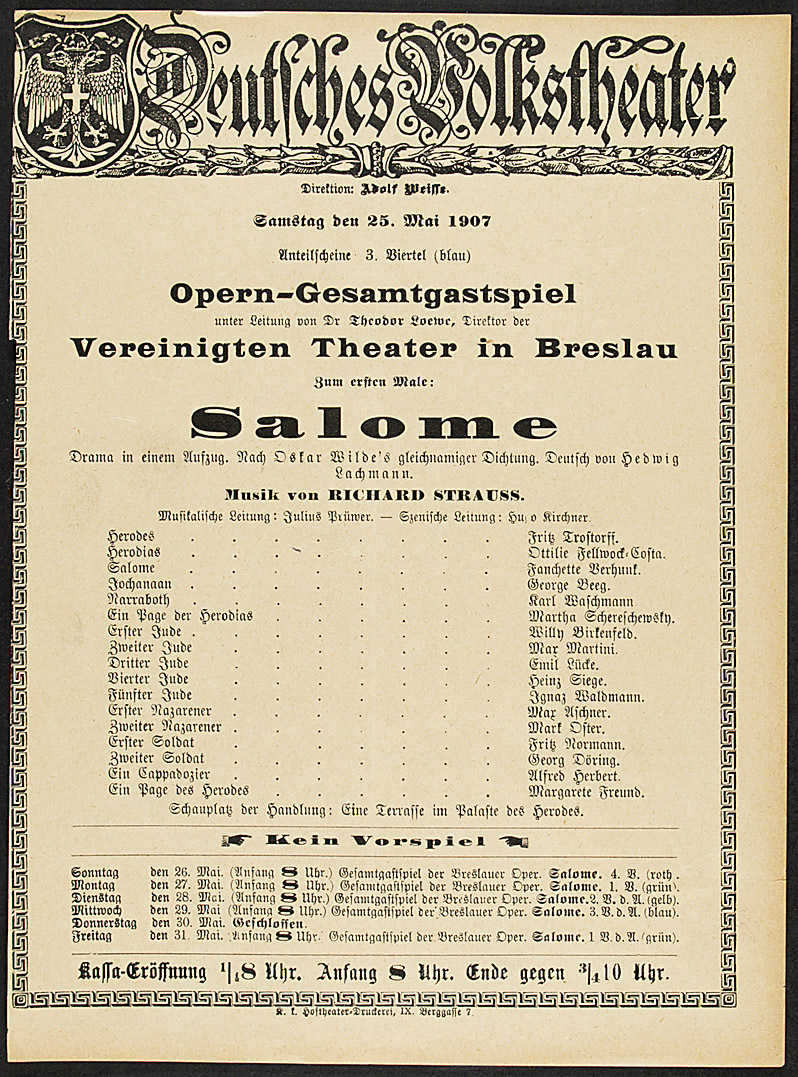 Deutsches Volkstheater
Direktion: Adolf Weisse.
Samstag den 25. Mai 1907
Anteilscheine 3. Viertel (blau)
Opern-Gesamtgastspiel
unter Leitung von Dr Theodor Loewe, Direktor der
Vereinigten Theater in Breslau
Zum ersten Male:
Salome
Drama in einem Aufzug. Nach Oskar Wilde's gleichnamiger Dichtung. Deutsch von Hedwig
Lachmann.
Musik von RICHARD STRAUSS.
Musikalische Leitung: Julius Prüwer. — Szenische Leitung: Hugo Kirchner.
Herodes . . . . . . . . Fritz Trostorff.
Herodias . . . . . . . . Ottilie Fellwock-Costa.
Salome . . . . . . . . Fanchette Verhunk.
Jochanaan . . . . . . . . George Beeg.
Narraboth . . . . . . . . Karl Waschmann
Ein Page der Herodias . . . . . . Martha Schereschewsky.
Erster Jude . . . . . . . . Willy Birkenfeld.
Zweiter Jude . . . . . . . Max Martini.
Dritter Jude . . . . . . . Emil Lücke.
Vierter Jude . . . . . . . Heinz Siege.
Fünfter Jude . . . . . . . Ignaz Waldmann.
Erster Nazarener . . . . . . . Max Aschner.
Zweiter Nazarener . . . . . . . Mark Oster.
Erster Soldat . . . . . . . Fritz Normann.
Zweiter Soldat . . . . . . . Georg Döring.
Ein Cappadozier . . . . . . . Alfred Herbert.
Ein Page des Herodes . . . . . . Margarete Freund.
Schauplatz der Handlung: Eine Terrasse im Palaste des Herodes.
Kein Vorspiel
Sonntag den 26. Mai. (Anfang 8 Uhr.) Gesamtgastspiel der Breslauer Oper. Salome. 4. V. (roth.
Montag den 27. Mai. (Anfang 8 Uhr.) Gesamtgastspiel der Breslauer Oper. Salome. 1. V. (grün).
Dienstag den 28. Mai. (Anfang 8 Uhr.) Gesamtgastspiel der Breslauer Oper. Salome. 2. V. d. A. (gelb).
Mittwoch den 29. Mai (Anfang 8 Uhr.) Gesamtgastspiel der Breslauer Oper. Salome. 3. V. d. A. (blau).
Donnerstag den 30. Mai. Geschlossen.
Freitag den 31. Mai. (Anfang 8 Uhr. Gesamtgastspiel der Breslauer Oper. Salome. 1 V. d. A. (grün).
Kassa-Eröffnung 1/48 Uhr. Anfang 8 Uhr. Ende gegen 3/410 Uhr.
K. k. Hoftheater-Druckerei, IX. Berggasse 7.